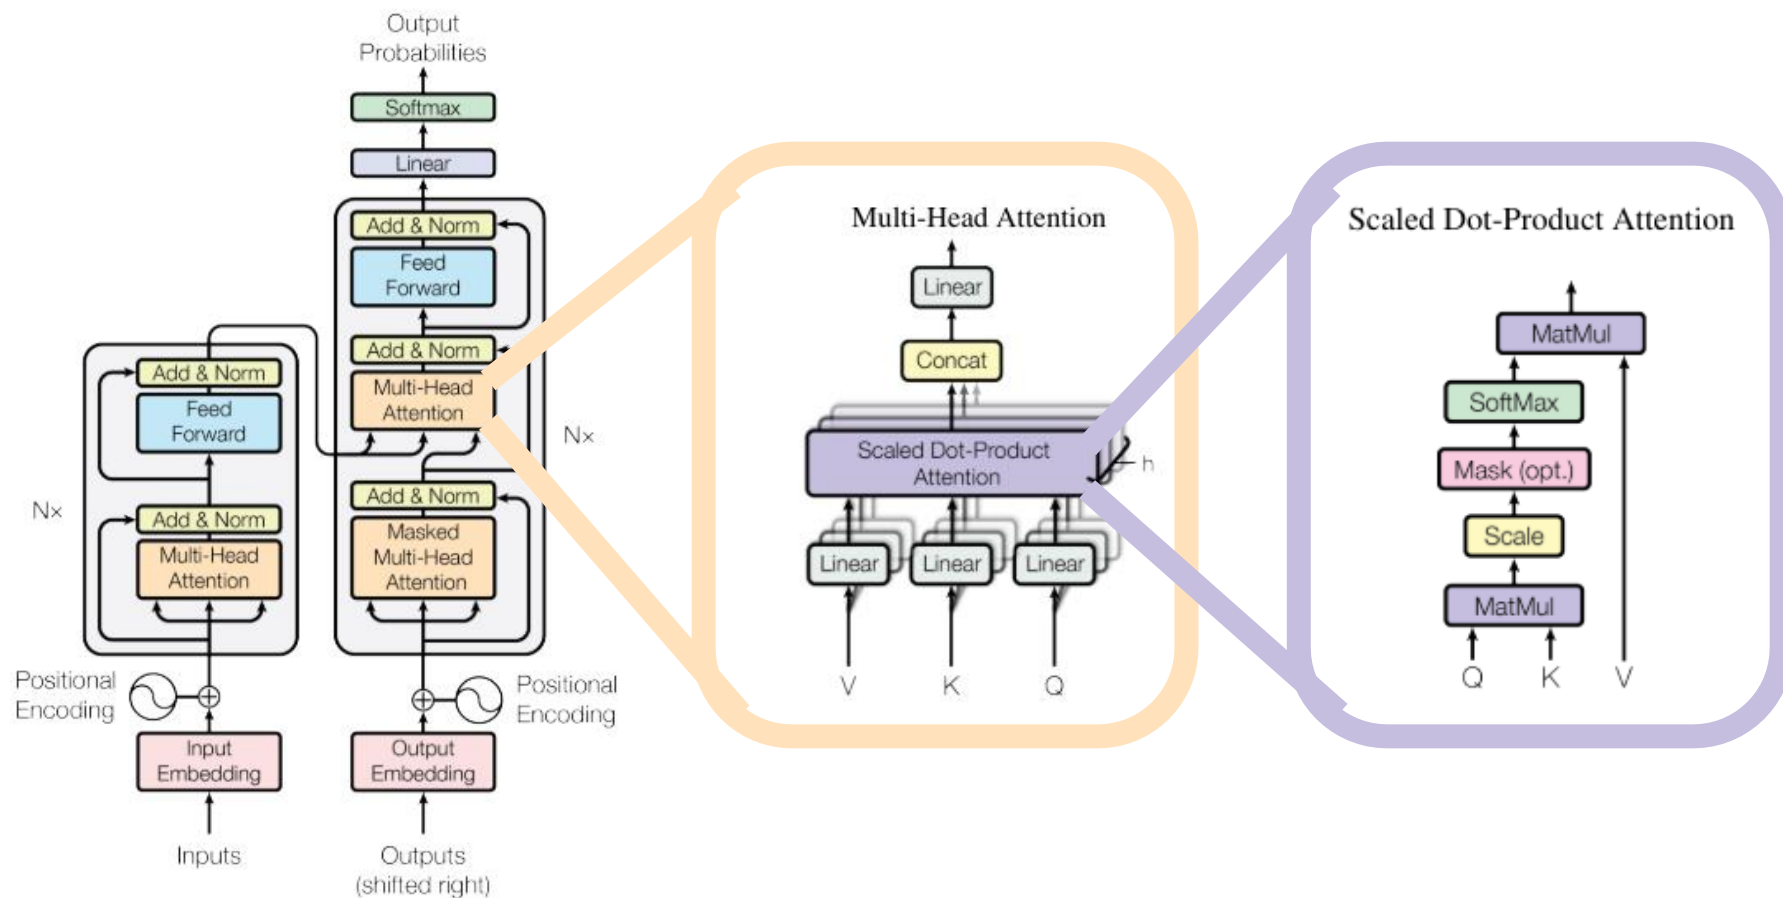 Output
Probabilities
Softmax
Linear
Add & Norm
Feed
Forward
Add & Norm
Multi-Head
Attention
Nx
Add & Norm
Masked
Multi-Head
Attention
Positional
Encoding
Output
Embedding
Outputs
(shifted right)
Add & Norm
Feed
Forward
Nx
Add & Norm
Multi-Head
Attention
Positional
Encoding
Input
Embedding
Inputs
Multi-Head Attention
Linear
Concat
Scaled Dot-Product
Attention
h
Linear Linear Linear
V K Q
Scaled Dot-Product Attention
MatMul
SoftMax
Mask (opt.)
Scale
MatMul
Q K V